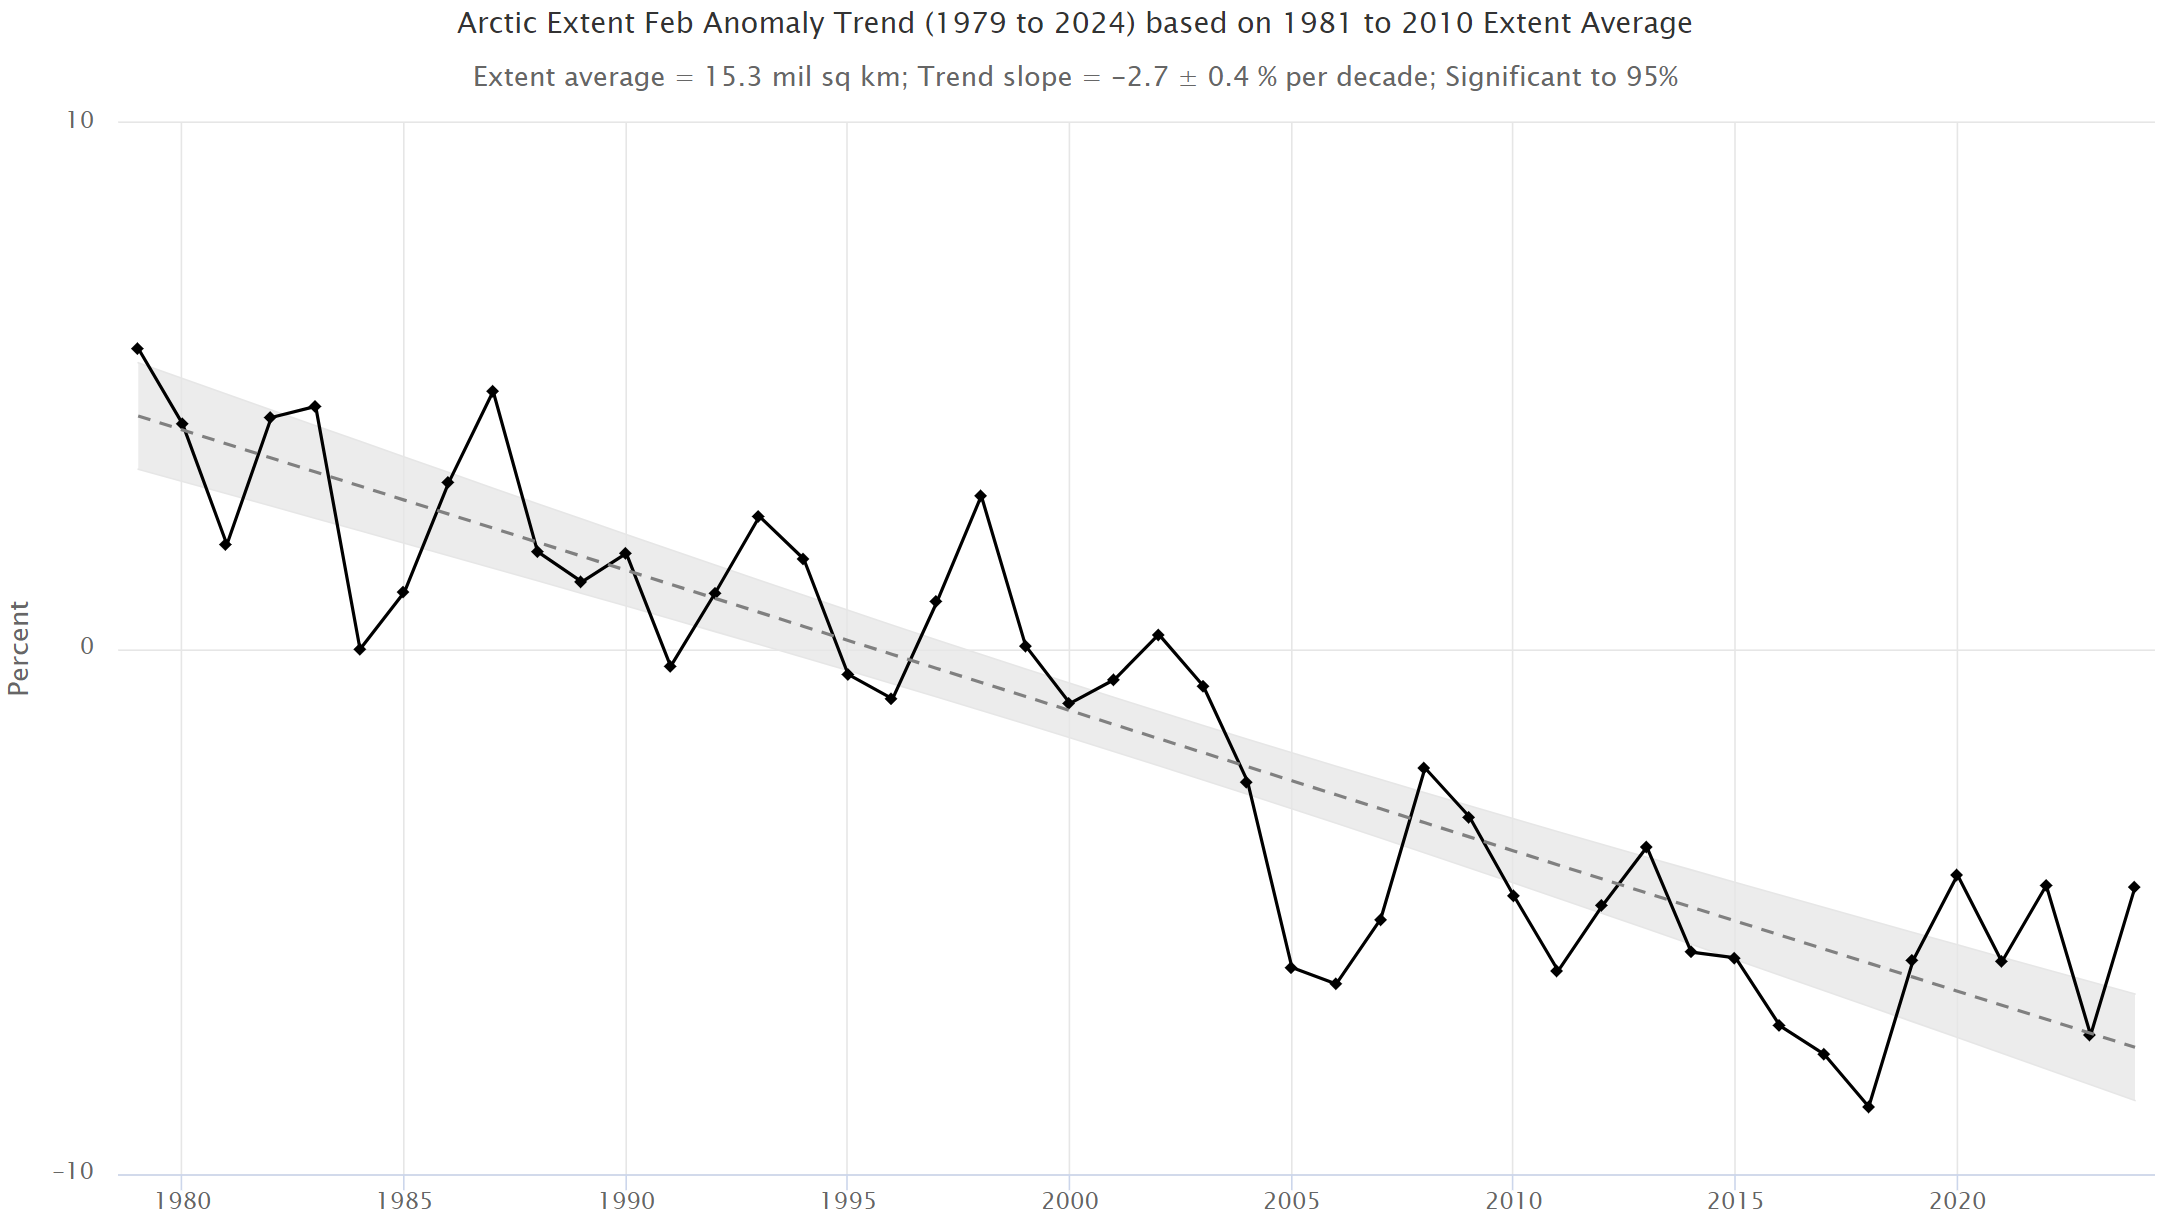 Arctic Extent Feb Anomaly Trend (1979 to 2024) based on 1981 to 2010 Extent Average
Extent average = 15.3 mil sq km; Trend slope = −2.7 ± 0.4 % per decade; Significant to 95%
10
0
−10
Percent
1980 1985 1990 1995 2000 2005 2010 2015 2020